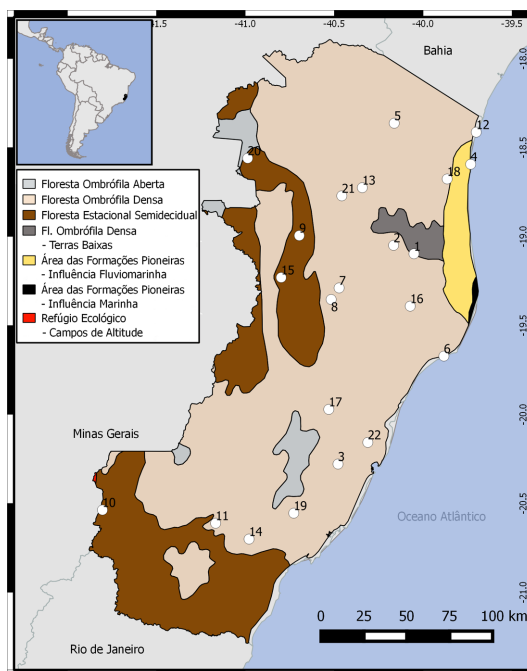 -41.5
-41.0
-40.5
-40.0
-39.5
Bahia
-18.0
5
12
-18.5
20
4
18
13
21
Floresta Ombrófila Aberta
Floresta Ombrófila Densa
Floresta Estacional Semidecidual
Fl. Ombrófila Densa
- Terras Baixas
Área das Formações Pioneiras
- Influência Fluviomarinha
Área das Formações Pioneiras
- Influência Marinha
Refúgio Ecológico
- Campos de Altitude
9
2
1
-19.0
15
7
8
16
-19.5
6
17
-20.0
Minas Gerais
22
3
10
19
-20.5
11
Oceano Atlântico
14
-21.0
0 25 50 75 100 km
Rio de Janeiro